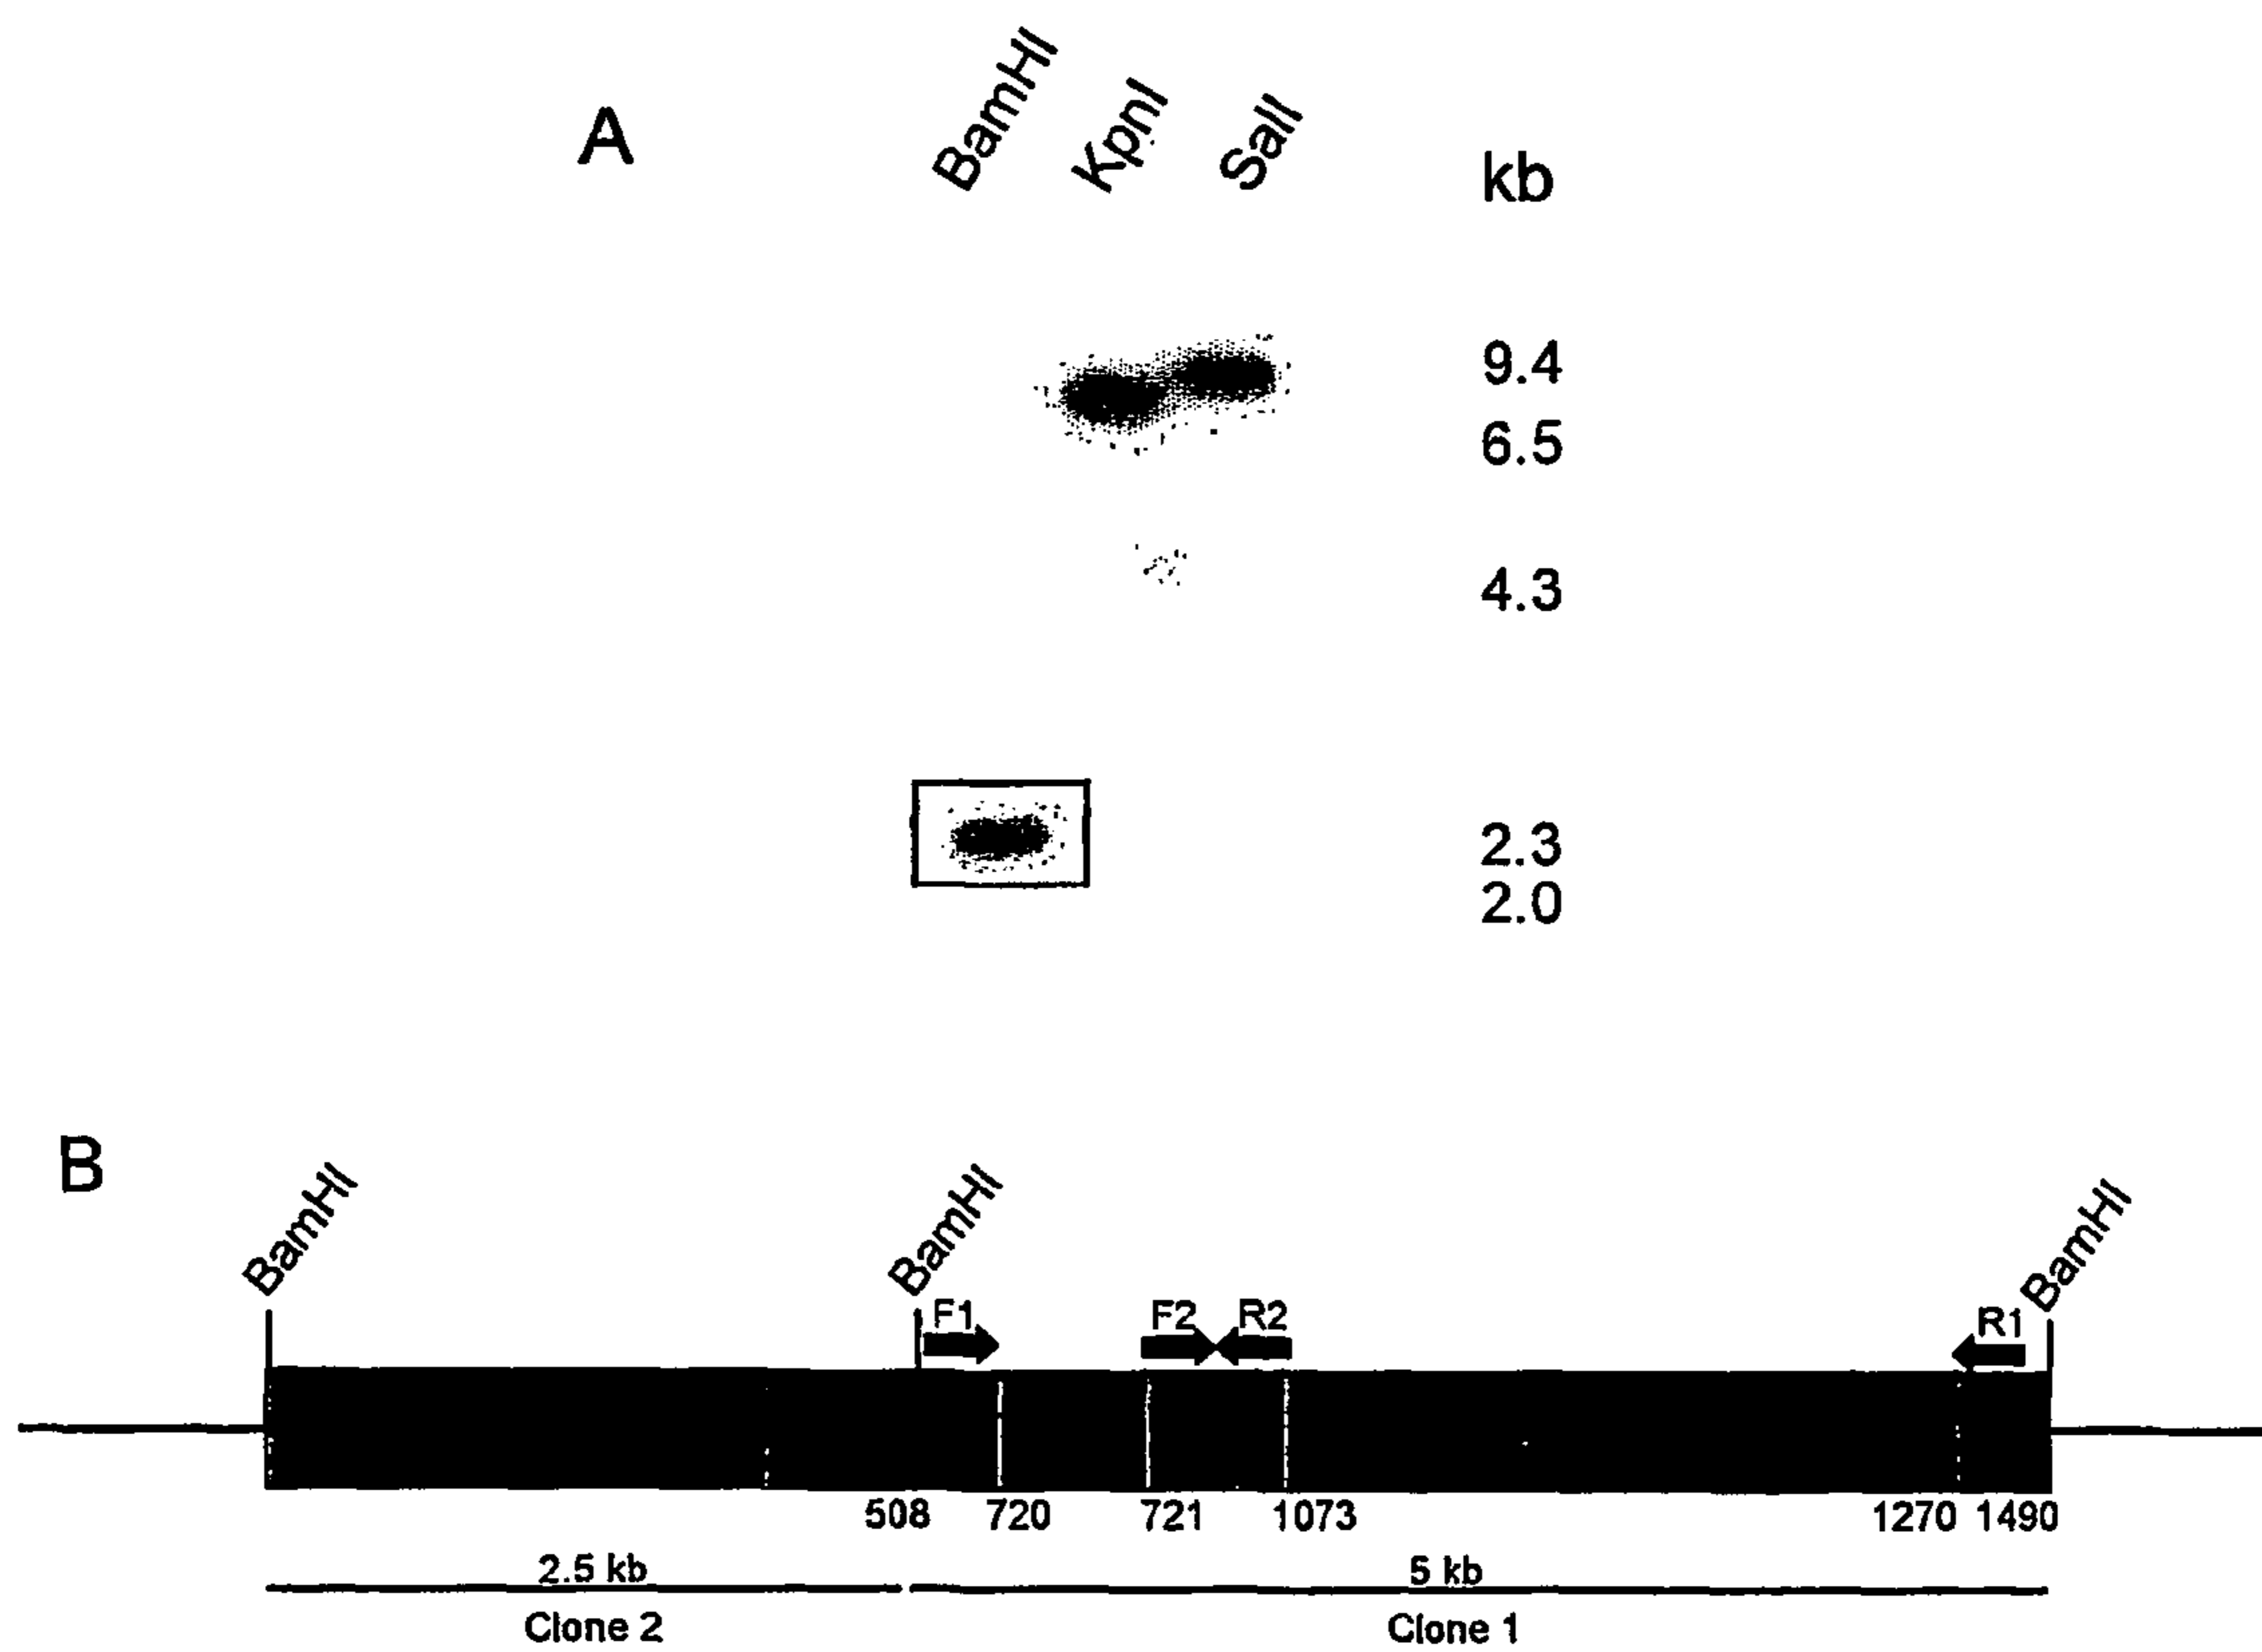 A
BamHI
KpnI
SalI
kb
9.4
6.5
4.3
2.3
2.0
B
BamHI
BamHI
BamHI
F1
F2
R2
R1
508
720
721
1073
1270
1490
2.5 kb
5 kb
Clone 2
Clone 1